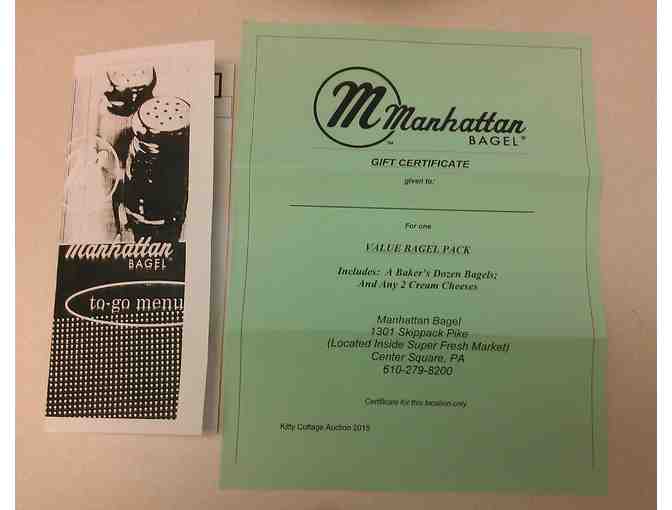 Manhattan
BAGEL®
to-go menu
M Manhattan
BAGEL®
™
GIFT CERTIFICATE
given to:
For one
VALUE BAGEL PACK
Includes: A Baker's Dozen Bagels;
And Any 2 Cream Cheeses
Manhattan Bagel
1301 Skippack Pike
(Located Inside Super Fresh Market)
Center Square, PA
610-279-8200
Certificate for this location only
Kitty Cottage Auction 2015